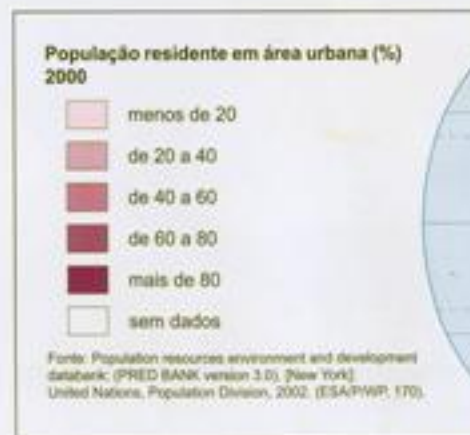 População residente em área urbana (%)
2000
menos de 20
de 20 a 40
de 40 a 60
de 60 a 80
mais de 80
sem dados
Fonte: Population resources environment and development
databank: (PRED BANK version 3.0). [New York]:
United Nations, Population Division, 2002. (ESA/P/WP. 170).